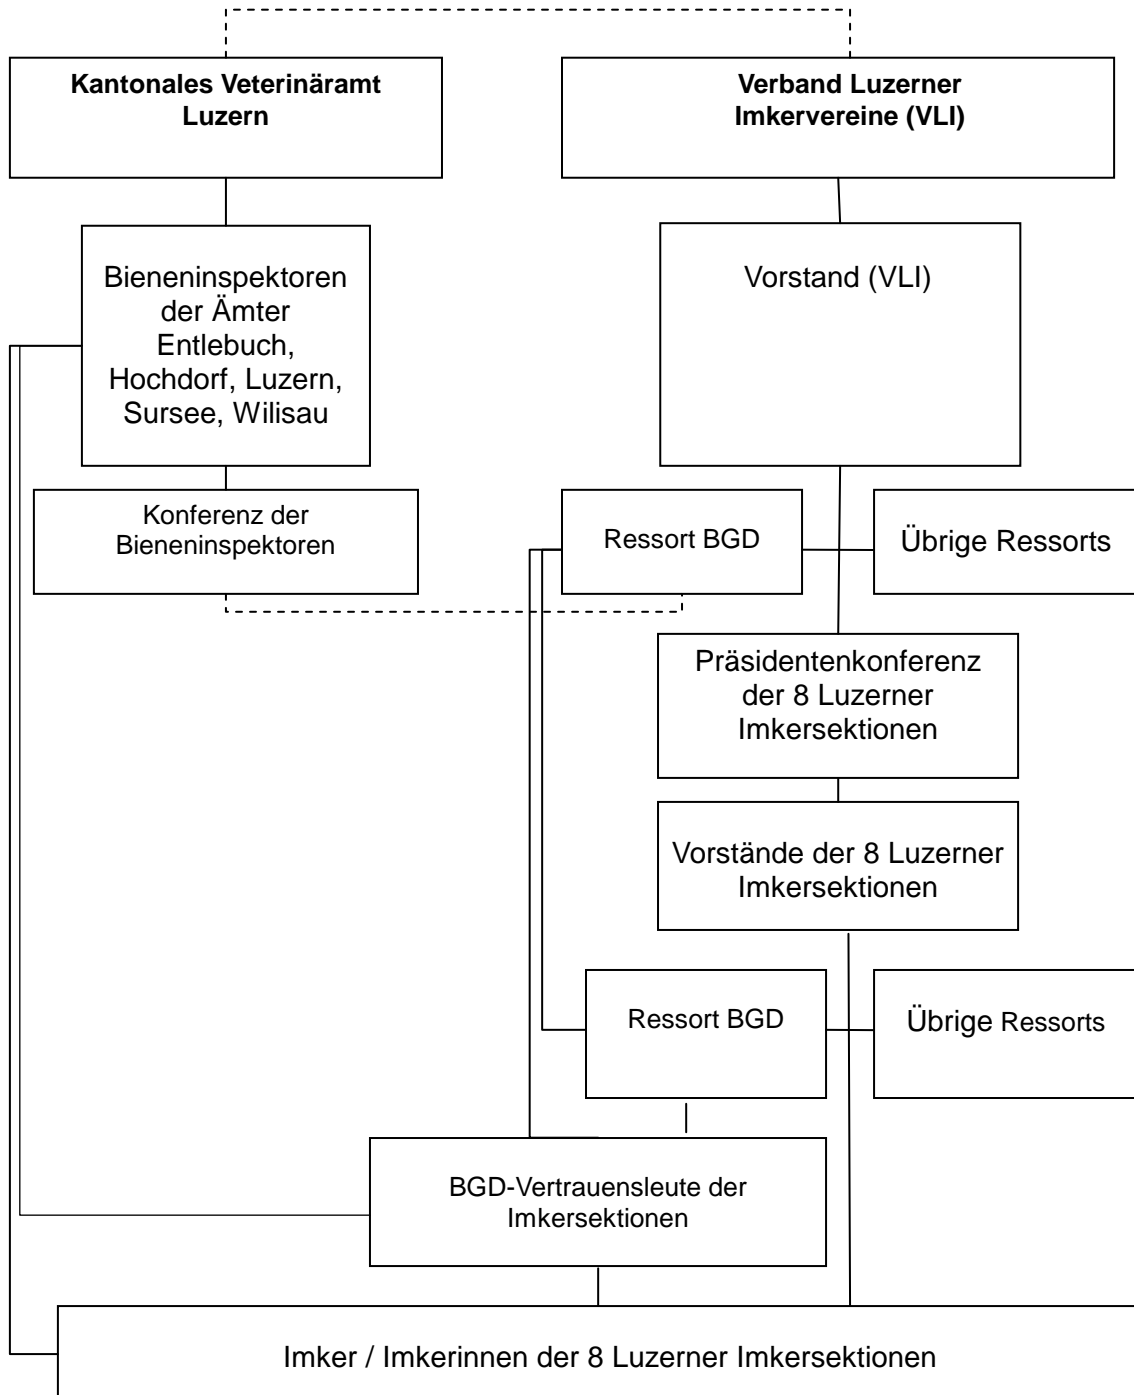 Kantonales Veterinäramt
Luzern
Verband Luzerner
Imkervereine (VLI)
Bieneninspektoren
der Ämter
Entlebuch,
Hochdorf, Luzern,
Sursee, Wilisau
Vorstand (VLI)
Konferenz der
Bieneninspektoren
Ressort BGD
Übrige Ressorts
Präsidentenkonferenz
der 8 Luzerner
Imkersektionen
Vorstände der 8 Luzerner
Imkersektionen
Ressort BGD
Übrige Ressorts
BGD-Vertrauensleute der
Imkersektionen
Imker / Imkerinnen der 8 Luzerner Imkersektionen